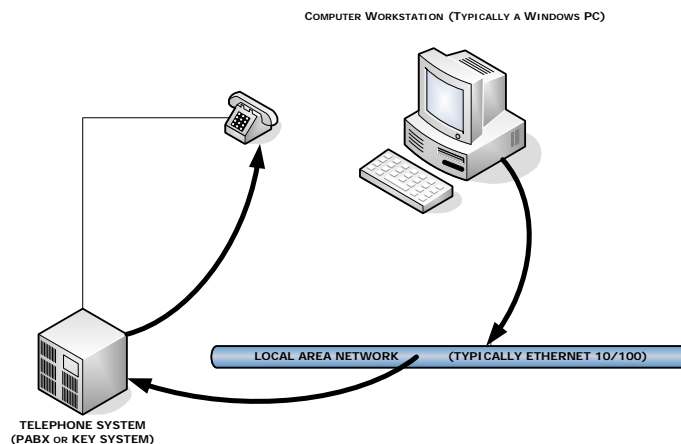 COMPUTER WORKSTATION (TYPICALLY A WINDOWS PC)
LOCAL AREA NETWORK (TYPICALLY ETHERNET 10/100)
TELEPHONE SYSTEM
(PABX OR KEY SYSTEM)